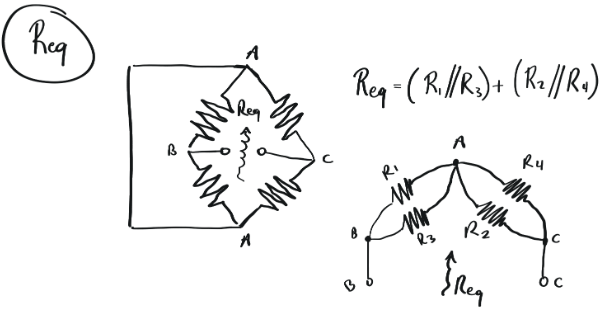 Req
A
Req
B
C
A
Req = (R1//R3) + (R2//R4)
A
R1
R4
B
R3
R2
C
B
Req
C